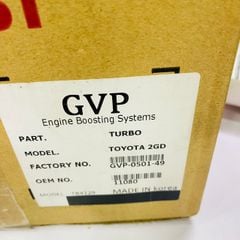 GVP
Engine Boosting Systems
PART. TURBO
MODEL. TOYOTA 2GD
FACTORY NO. GVP-0501-49
OEM NO. 11080
MADE IN Korea